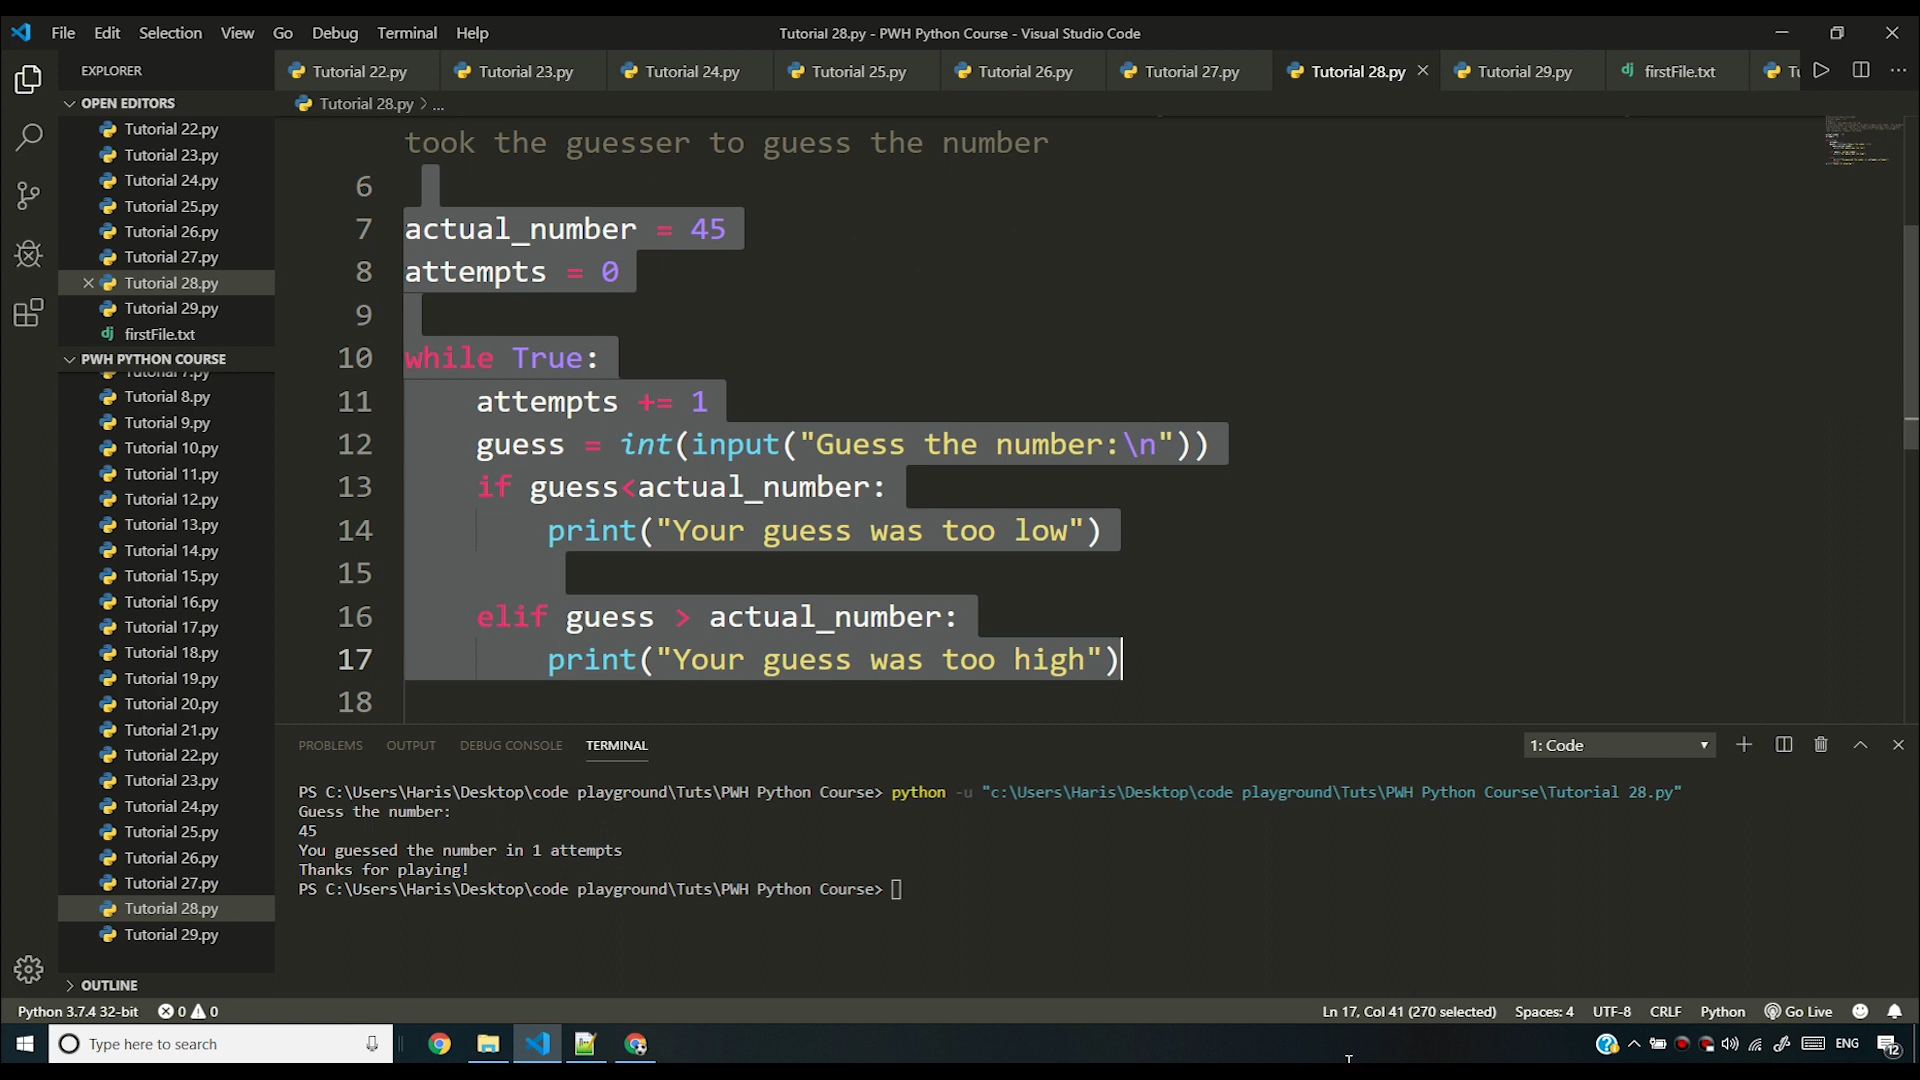 File Edit Selection View Go Debug Terminal Help
Tutorial 28.py - PWH Python Course - Visual Studio Code
EXPLORER
Tutorial 22.py Tutorial 23.py Tutorial 24.py Tutorial 25.py Tutorial 26.py Tutorial 27.py Tutorial 28.py Tutorial 29.py firstFile.txt
OPEN EDITORS
Tutorial 22.py
Tutorial 23.py
Tutorial 24.py
Tutorial 25.py
Tutorial 26.py
Tutorial 27.py
Tutorial 28.py
Tutorial 29.py
firstFile.txt
PWH PYTHON COURSE
Tutorial 7.py
Tutorial 8.py
Tutorial 9.py
Tutorial 10.py
Tutorial 11.py
Tutorial 12.py
Tutorial 13.py
Tutorial 14.py
Tutorial 15.py
Tutorial 16.py
Tutorial 17.py
Tutorial 18.py
Tutorial 19.py
Tutorial 20.py
Tutorial 21.py
Tutorial 22.py
Tutorial 23.py
Tutorial 24.py
Tutorial 25.py
Tutorial 26.py
Tutorial 27.py
Tutorial 28.py
Tutorial 29.py
OUTLINE
Tutorial 28.py > ...
took the guesser to guess the number
6
7 actual_number = 45
8 attempts = 0
9
10 while True:
11 attempts += 1
12 guess = int(input("Guess the number:\n"))
13 if guess<actual_number:
14 print("Your guess was too low")
15
16 elif guess > actual_number:
17 print("Your guess was too high")
18
PROBLEMS OUTPUT DEBUG CONSOLE TERMINAL
1: Code
PS C:\Users\Haris\Desktop\code playground\Tuts\PWH Python Course> python -u "c:\Users\Haris\Desktop\code playground\Tuts\PWH Python Course\Tutorial 28.py"
Guess the number:
45
You guessed the number in 1 attempts
Thanks for playing!
PS C:\Users\Haris\Desktop\code playground\Tuts\PWH Python Course>
Python 3.7.4 32-bit 0 0
Ln 17, Col 41 (270 selected) Spaces: 4 UTF-8 CRLF Python Go Live
Type here to search
ENG
12